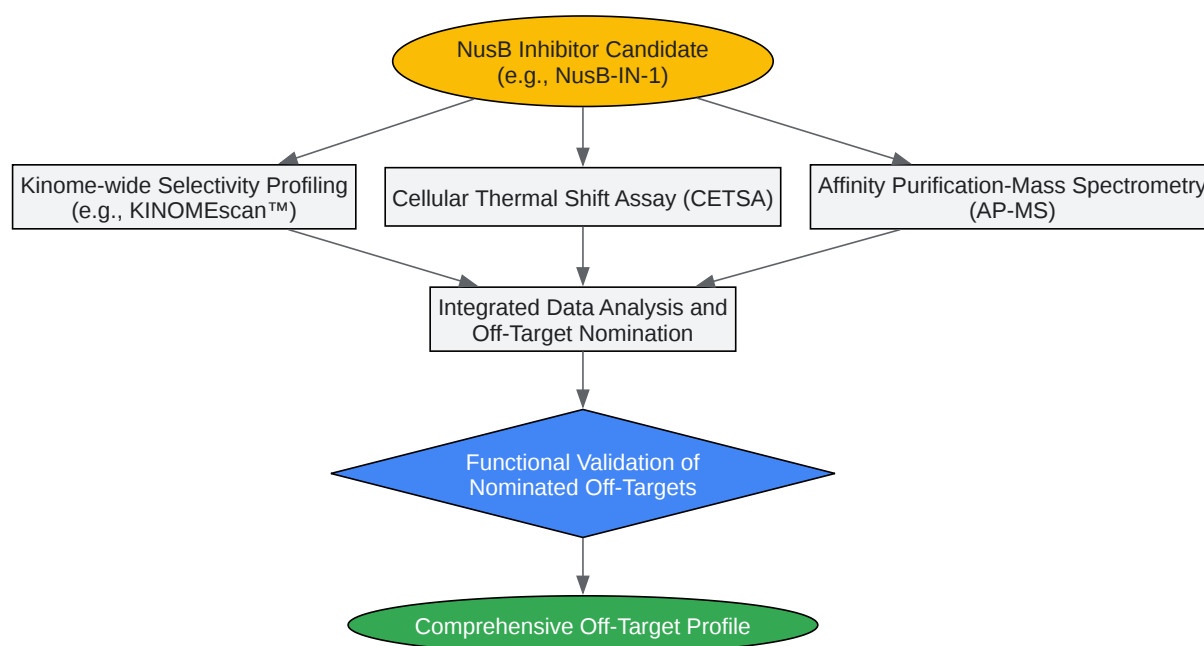 NusB Inhibitor Candidate
(e.g., NusB-IN-1)
Kinome-wide Selectivity Profiling
(e.g., KINOMEscan™)
Cellular Thermal Shift Assay (CETSA)
Affinity Purification-Mass Spectrometry
(AP-MS)
Integrated Data Analysis and
Off-Target Nomination
Functional Validation of
Nominated Off-Targets
Comprehensive Off-Target Profile